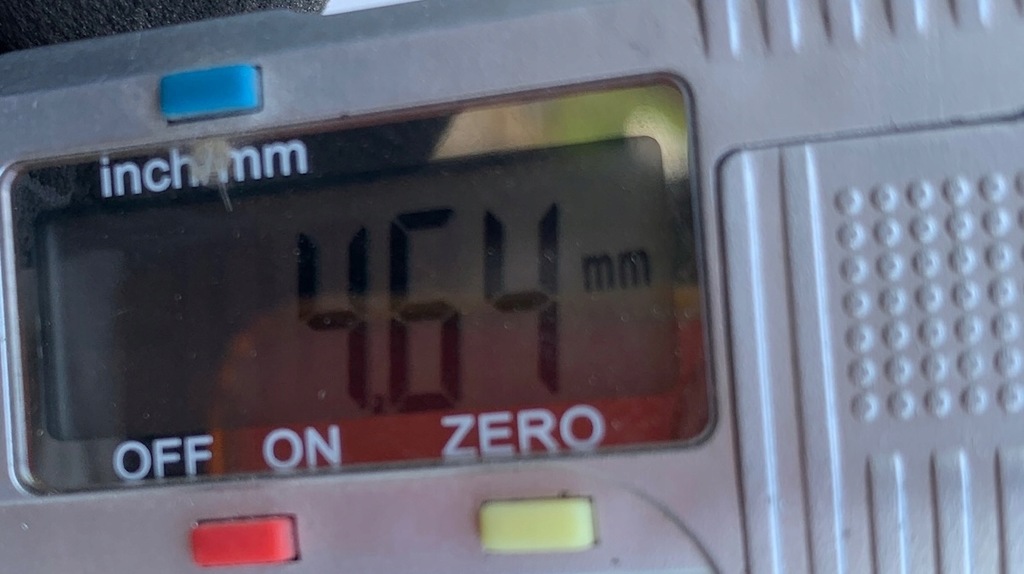 inch/mm
4.64 mm
OFF ON ZERO